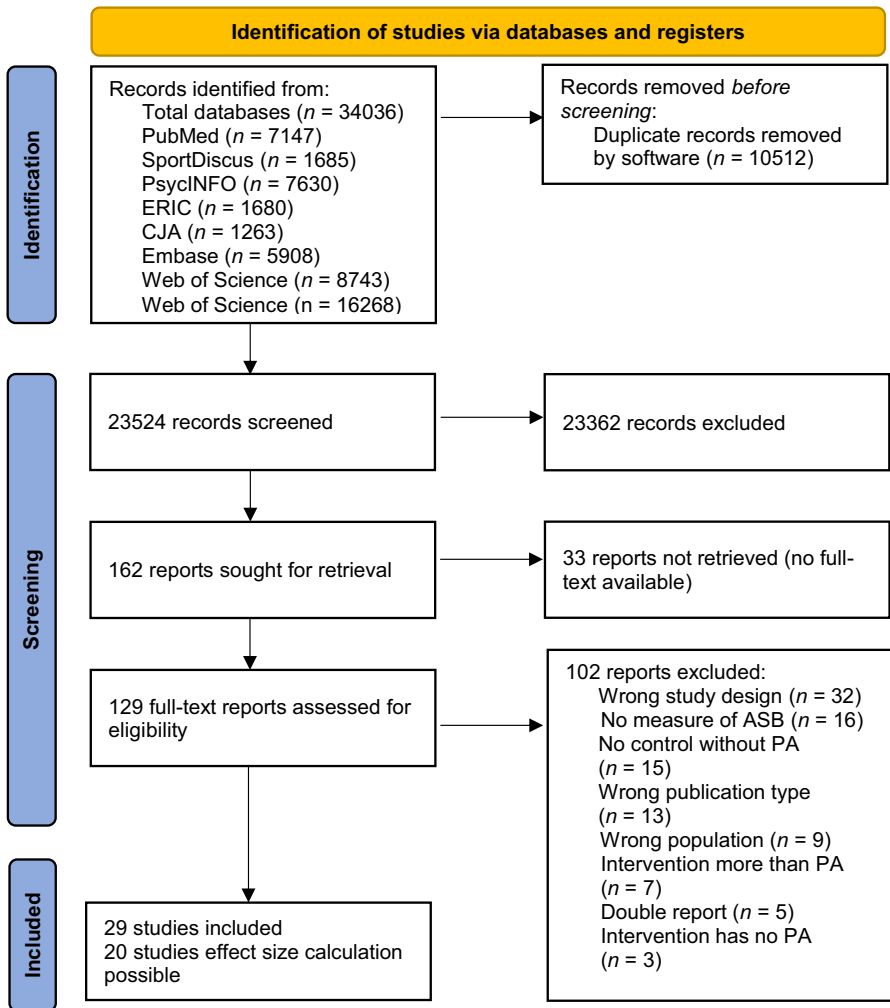 Identification of studies via databases and registers
Identification
Records identified from:
Total databases (n = 34036)
PubMed (n = 7147)
SportDiscus (n = 1685)
PsycINFO (n = 7630)
ERIC (n = 1680)
CJA (n = 1263)
Embase (n = 5908)
Web of Science (n = 8743)
Web of Science (n = 16268)
Records removed before
screening:
Duplicate records removed
by software (n = 10512)
Screening
23524 records screened
23362 records excluded
162 reports sought for retrieval
33 reports not retrieved (no full-
text available)
129 full-text reports assessed for
eligibility
102 reports excluded:
Wrong study design (n = 32)
No measure of ASB (n = 16)
No control without PA
(n = 15)
Wrong publication type
(n = 13)
Wrong population (n = 9)
Intervention more than PA
(n = 7)
Double report (n = 5)
Intervention has no PA
(n = 3)
Included
29 studies included
20 studies effect size calculation
possible